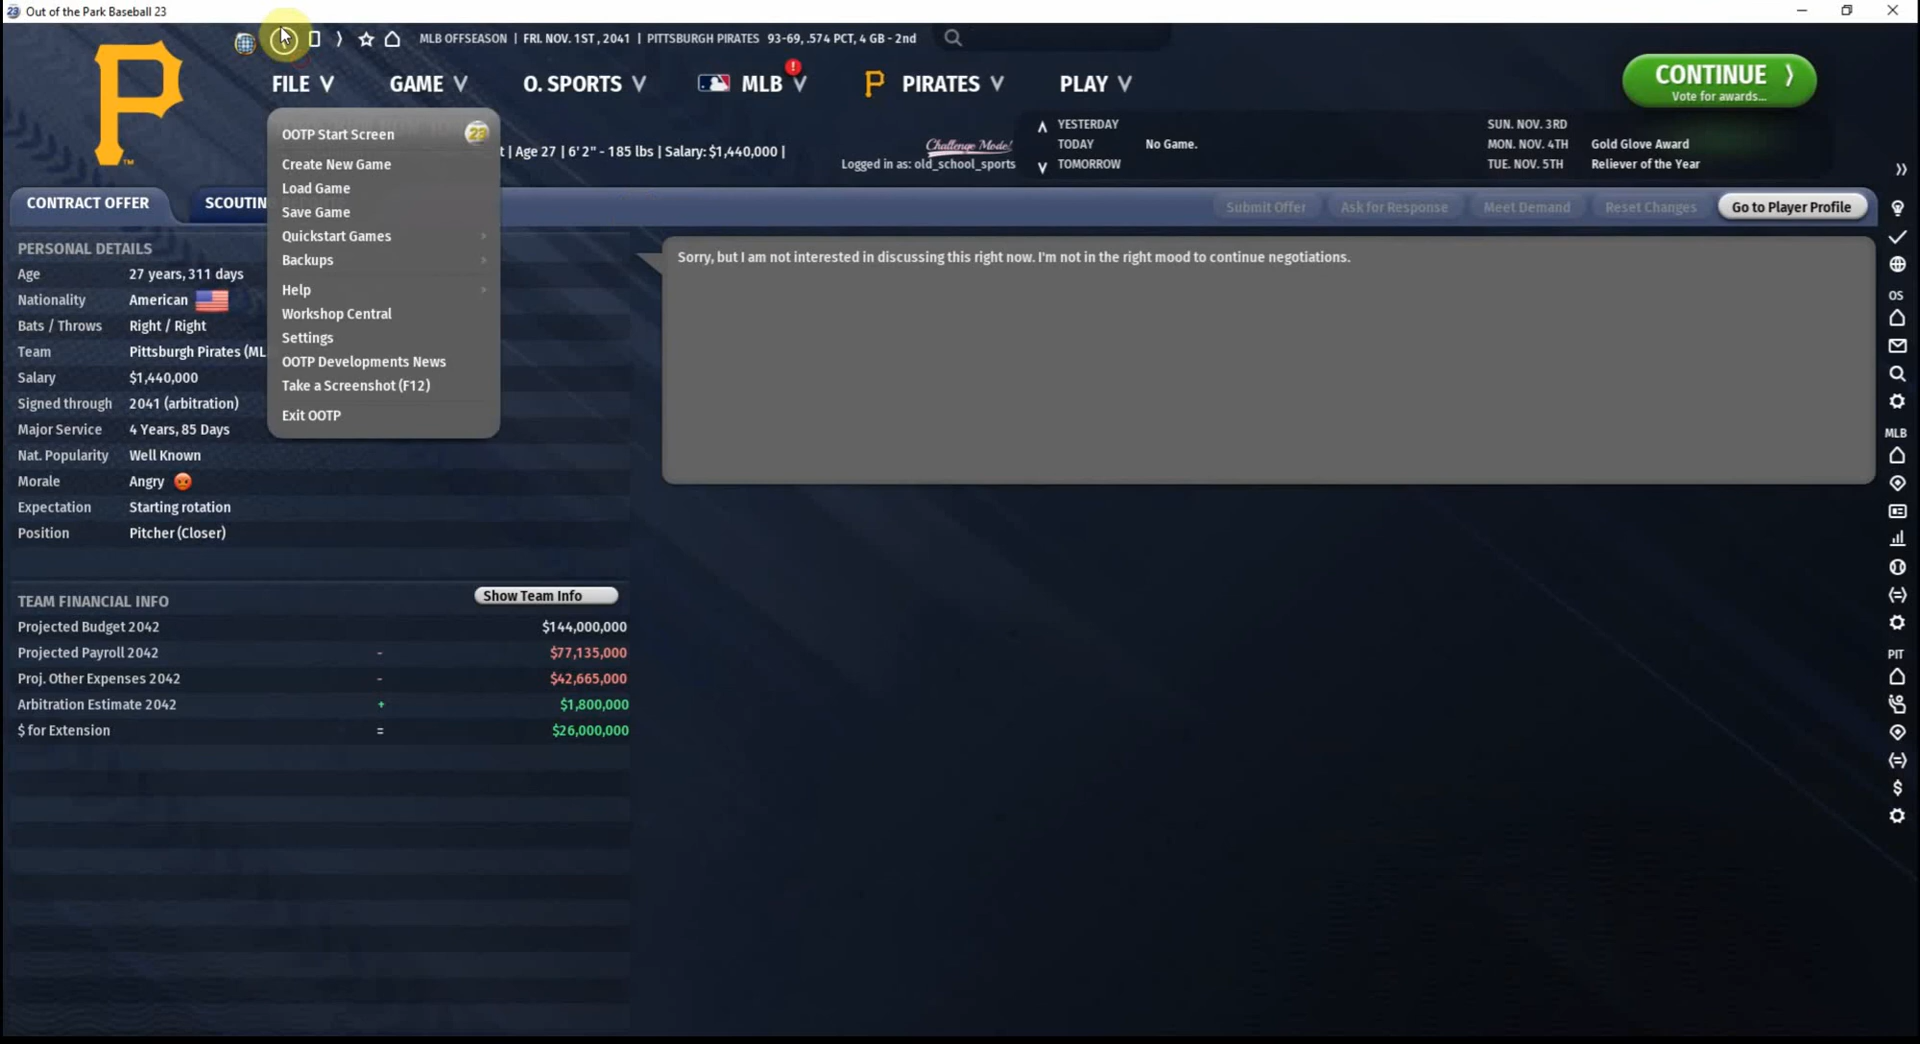 23 Out of the Park Baseball 23
MLB OFFSEASON | FRI. NOV. 1ST, 2041 | PITTSBURGH PIRATES 93-69, .574 PCT, 4 GB - 2nd
FILE GAME O. SPORTS MLB ! PIRATES PLAY
CONTINUE
Vote for awards...
OOTP Start Screen 23
Create New Game
Load Game
Save Game
Quickstart Games
Backups
Help
Workshop Central
Settings
OOTP Developments News
Take a Screenshot (F12)
Exit OOTP
t | Age 27 | 6' 2" - 185 lbs | Salary: $1,440,000 |
Challenge Mode!
Logged in as: old_school_sports
YESTERDAY
TODAY No Game.
TOMORROW
SUN. NOV. 3RD
MON. NOV. 4TH Gold Glove Award
TUE. NOV. 5TH Reliever of the Year
CONTRACT OFFER SCOUTIN
Submit Offer Ask for Response Meet Demand Reset Changes Go to Player Profile
PERSONAL DETAILS
Age 27 years, 311 days
Nationality American
Bats / Throws Right / Right
Team Pittsburgh Pirates (ML
Salary $1,440,000
Signed through 2041 (arbitration)
Major Service 4 Years, 85 Days
Nat. Popularity Well Known
Morale Angry
Expectation Starting rotation
Position Pitcher (Closer)
Sorry, but I am not interested in discussing this right now. I'm not in the right mood to continue negotiations.
TEAM FINANCIAL INFO Show Team Info
Projected Budget 2042 $144,000,000
Projected Payroll 2042 - $77,135,000
Proj. Other Expenses 2042 - $42,665,000
Arbitration Estimate 2042 + $1,800,000
$ for Extension = $26,000,000
OS
MLB
PIT
$